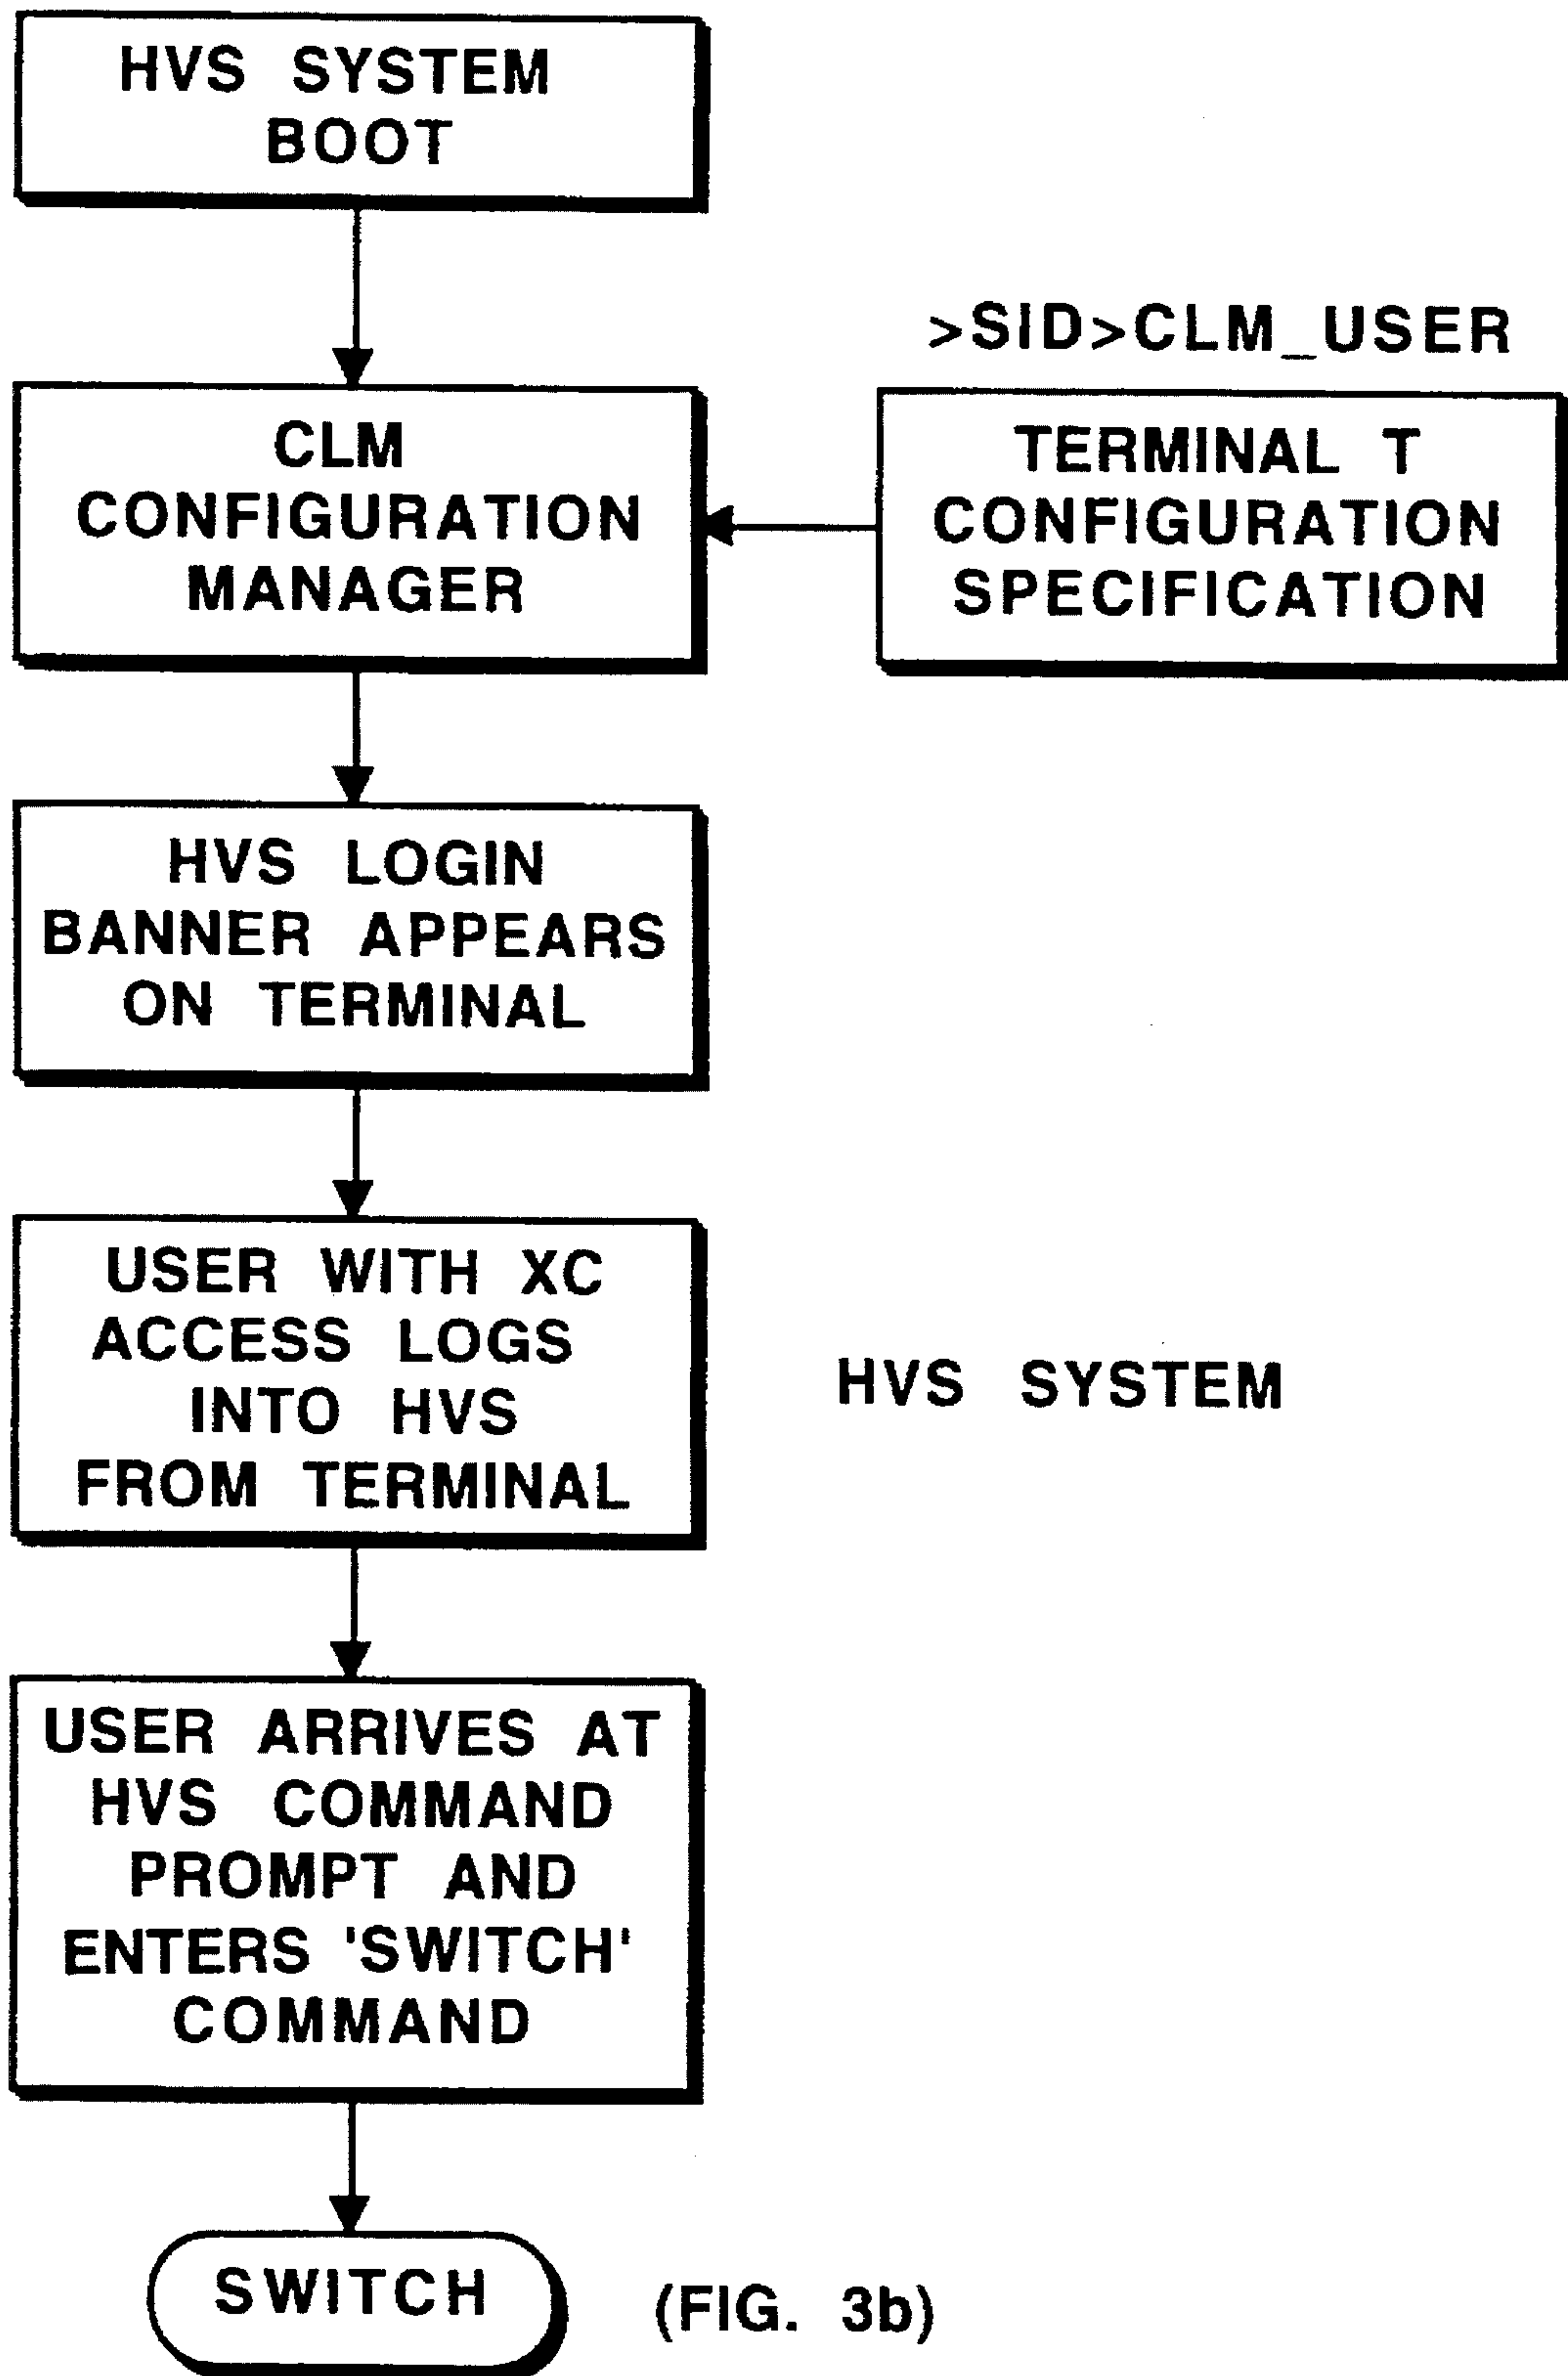 HVS SYSTEM
BOOT
>SID>CLM_USER
CLM
CONFIGURATION
MANAGER
TERMINAL T
CONFIGURATION
SPECIFICATION
HVS LOGIN
BANNER APPEARS
ON TERMINAL
USER WITH XC
ACCESS LOGS
INTO HVS
FROM TERMINAL
HVS SYSTEM
USER ARRIVES AT
HVS COMMAND
PROMPT AND
ENTERS 'SWITCH'
COMMAND
SWITCH
(FIG. 3b)